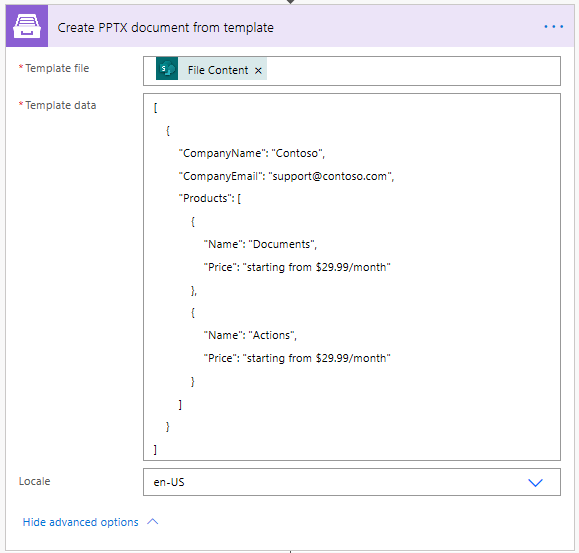 Create PPTX document from template
* Template file
File Content ×
* Template data
[
{
"CompanyName": "Contoso",
"CompanyEmail": "support@contoso.com",
"Products": [
{
"Name": "Documents",
"Price": "starting from $29.99/month"
},
{
"Name": "Actions",
"Price": "starting from $29.99/month"
}
]
}
]
Locale
en-US
Hide advanced options